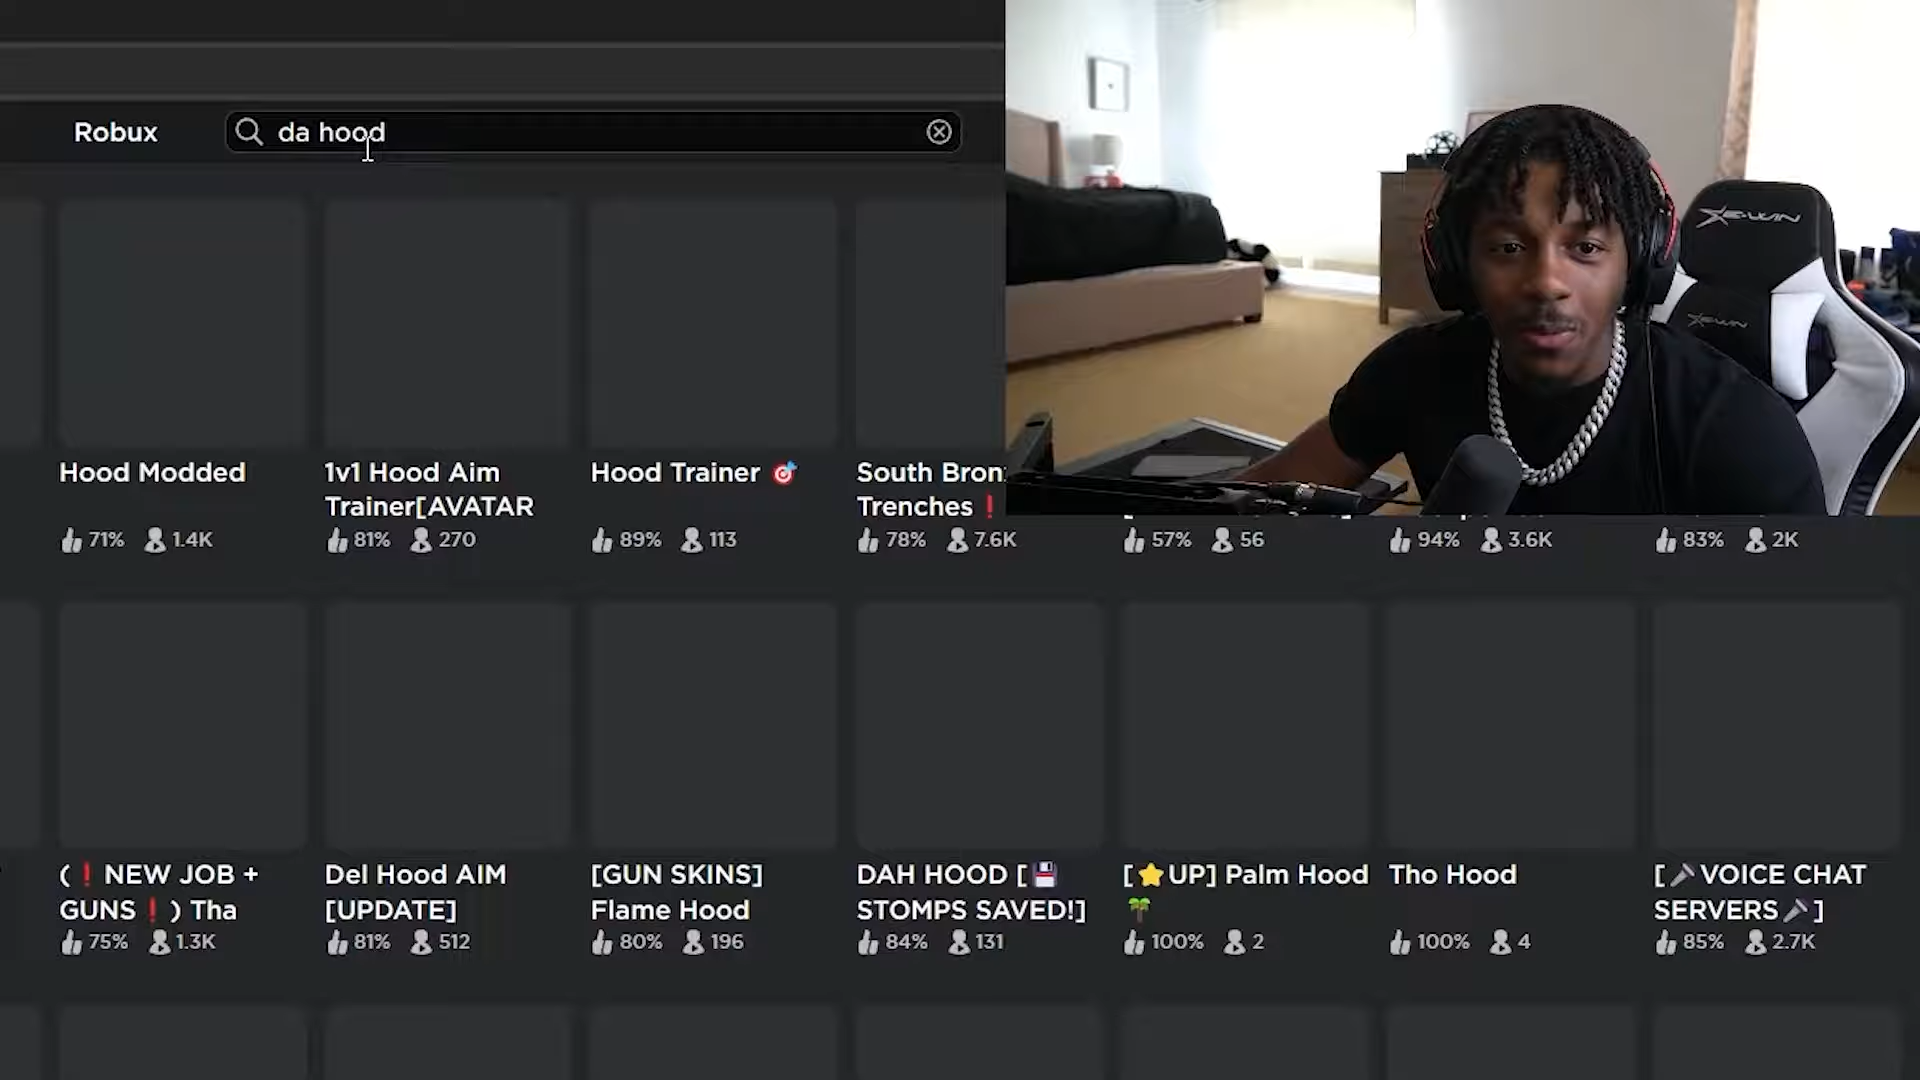 Robux
da hood
E-WIN
E-WIN
Hood Modded
1v1 Hood Aim
Trainer[AVATAR
Hood Trainer 🎯
South Bron
Trenches❗
71% 1.4K
81% 270
89% 113
78% 7.6K
57% 56
94% 3.6K
83% 2K
(❗NEW JOB +
GUNS❗) Tha
Del Hood AIM
[UPDATE]
[GUN SKINS]
Flame Hood
DAH HOOD [💾
STOMPS SAVED!]
[⭐UP] Palm Hood
🌴
Tho Hood
[🎤VOICE CHAT
SERVERS🎤]
75% 1.3K
81% 512
80% 196
84% 131
100% 2
100% 4
85% 2.7K